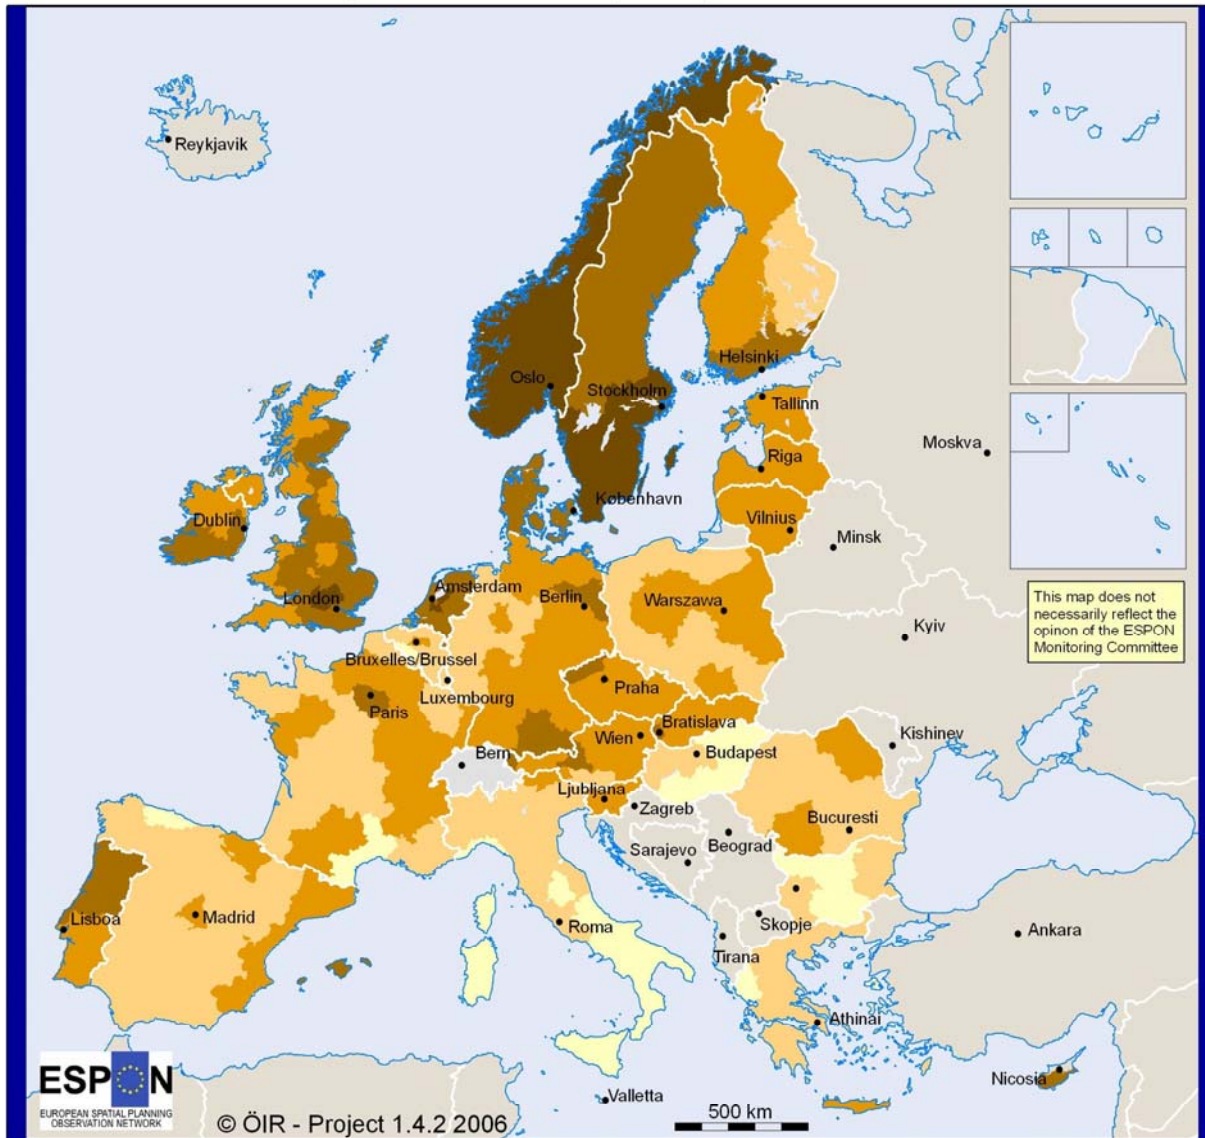 Reykjavik
Helsinki
Oslo
Stockholm
Tallinn
Moskva
Riga
København
Dublin
Vilnius
Minsk
Amsterdam
London
Berlin
Warszawa
This map does not
necessarily reflect the
opinon of the ESPON
Monitoring Committee
Kyiv
Bruxelles/Brussel
Luxembourg
Praha
Paris
Bratislava
Wien
Kishinev
Bern
Budapest
Ljubljana
Zagreb
Bucuresti
Beograd
Sarajevo
Lisboa
Madrid
Roma
Skopje
Ankara
Tirana
Athinai
Nicosia
ESPON
EUROPEAN SPATIAL PLANNING
OBSERVATION NETWORK
Valletta
500 km
© ÖIR - Project 1.4.2 2006